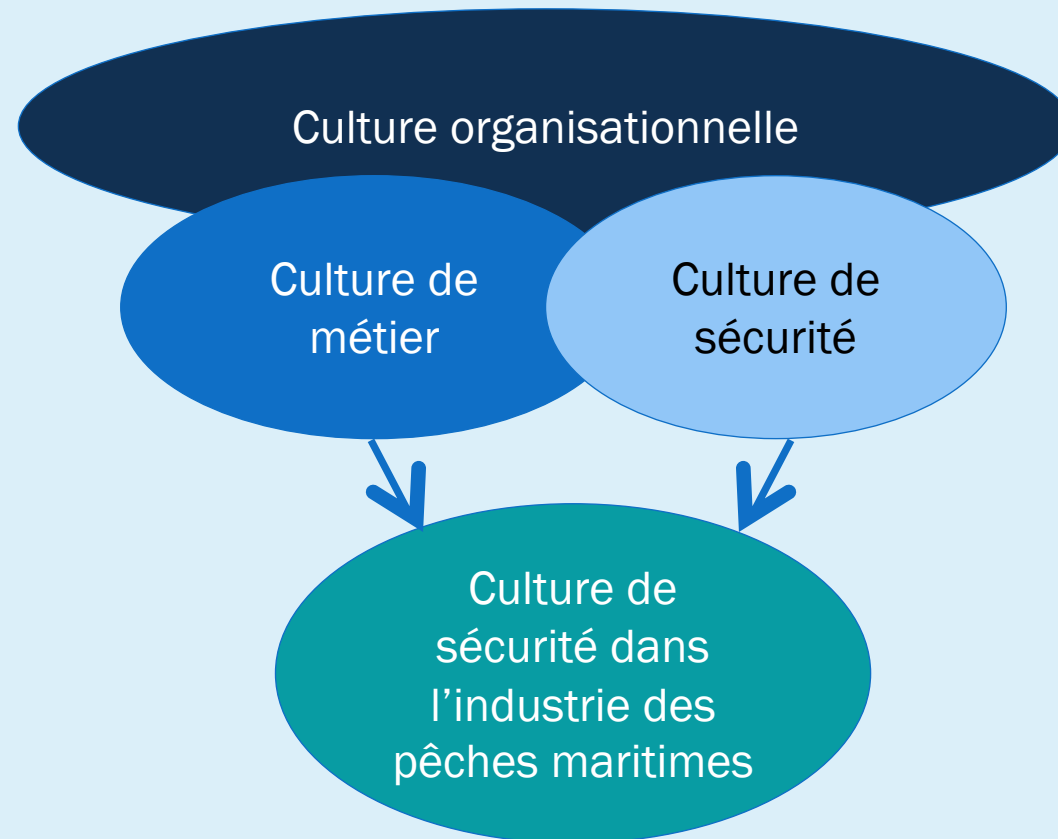 Culture organisationnelle
Culture de
métier
Culture de
sécurité
Culture de
sécurité dans
l’industrie des
pêches maritimes